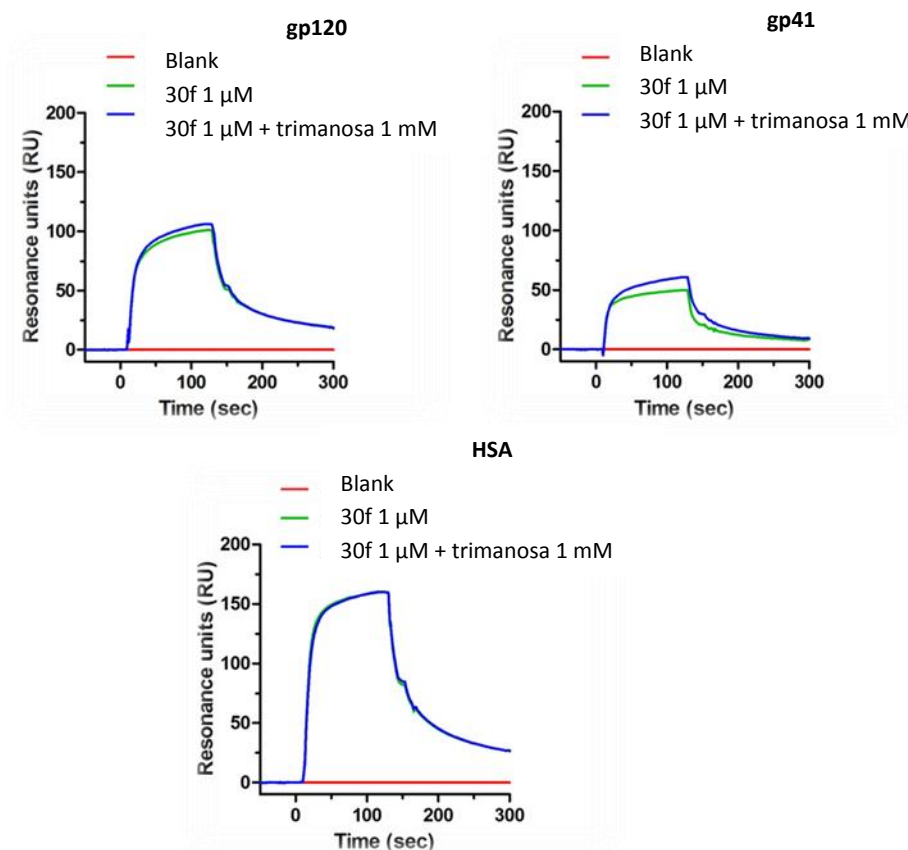 gp120
Blank
30f 1 µM
30f 1 µM + trimanosa 1 mM
200
150
100
50
0
0
100
200
300
Resonance units (RU)
Time (sec)
gp41
Blank
30f 1 µM
30f 1 µM + trimanosa 1 mM
200
150
100
50
0
0
100
200
300
Resonance units (RU)
Time (sec)
HSA
Blank
30f 1 µM
30f 1 µM + trimanosa 1 mM
200
150
100
50
0
0
100
200
300
Resonance units (RU)
Time (sec)